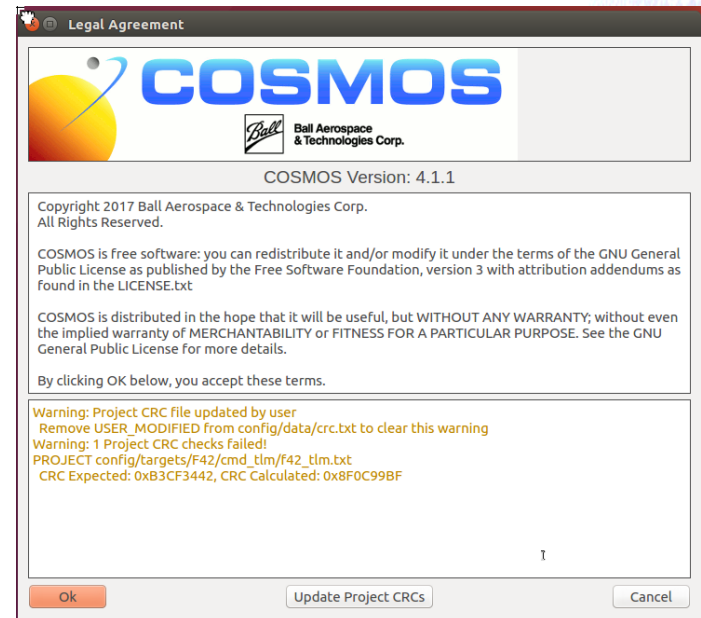 Legal Agreement
COSMOS
Ball
Ball Aerospace
& Technologies Corp.
COSMOS Version: 4.1.1
Copyright 2017 Ball Aerospace & Technologies Corp.
All Rights Reserved.
COSMOS is free software: you can redistribute it and/or modify it under the terms of the GNU General
Public License as published by the Free Software Foundation, version 3 with attribution addendums as
found in the LICENSE.txt
COSMOS is distributed in the hope that it will be useful, but WITHOUT ANY WARRANTY; without even
the implied warranty of MERCHANTABILITY or FITNESS FOR A PARTICULAR PURPOSE. See the GNU
General Public License for more details.
By clicking OK below, you accept these terms.
Warning: Project CRC file updated by user
Remove USER_MODIFIED from config/data/crc.txt to clear this warning
Warning: 1 Project CRC checks failed!
PROJECT config/targets/F42/cmd_tlm/f42_tlm.txt
CRC Expected: 0xB3CF3442, CRC Calculated: 0x8F0C99BF
Ok
Update Project CRCs
Cancel